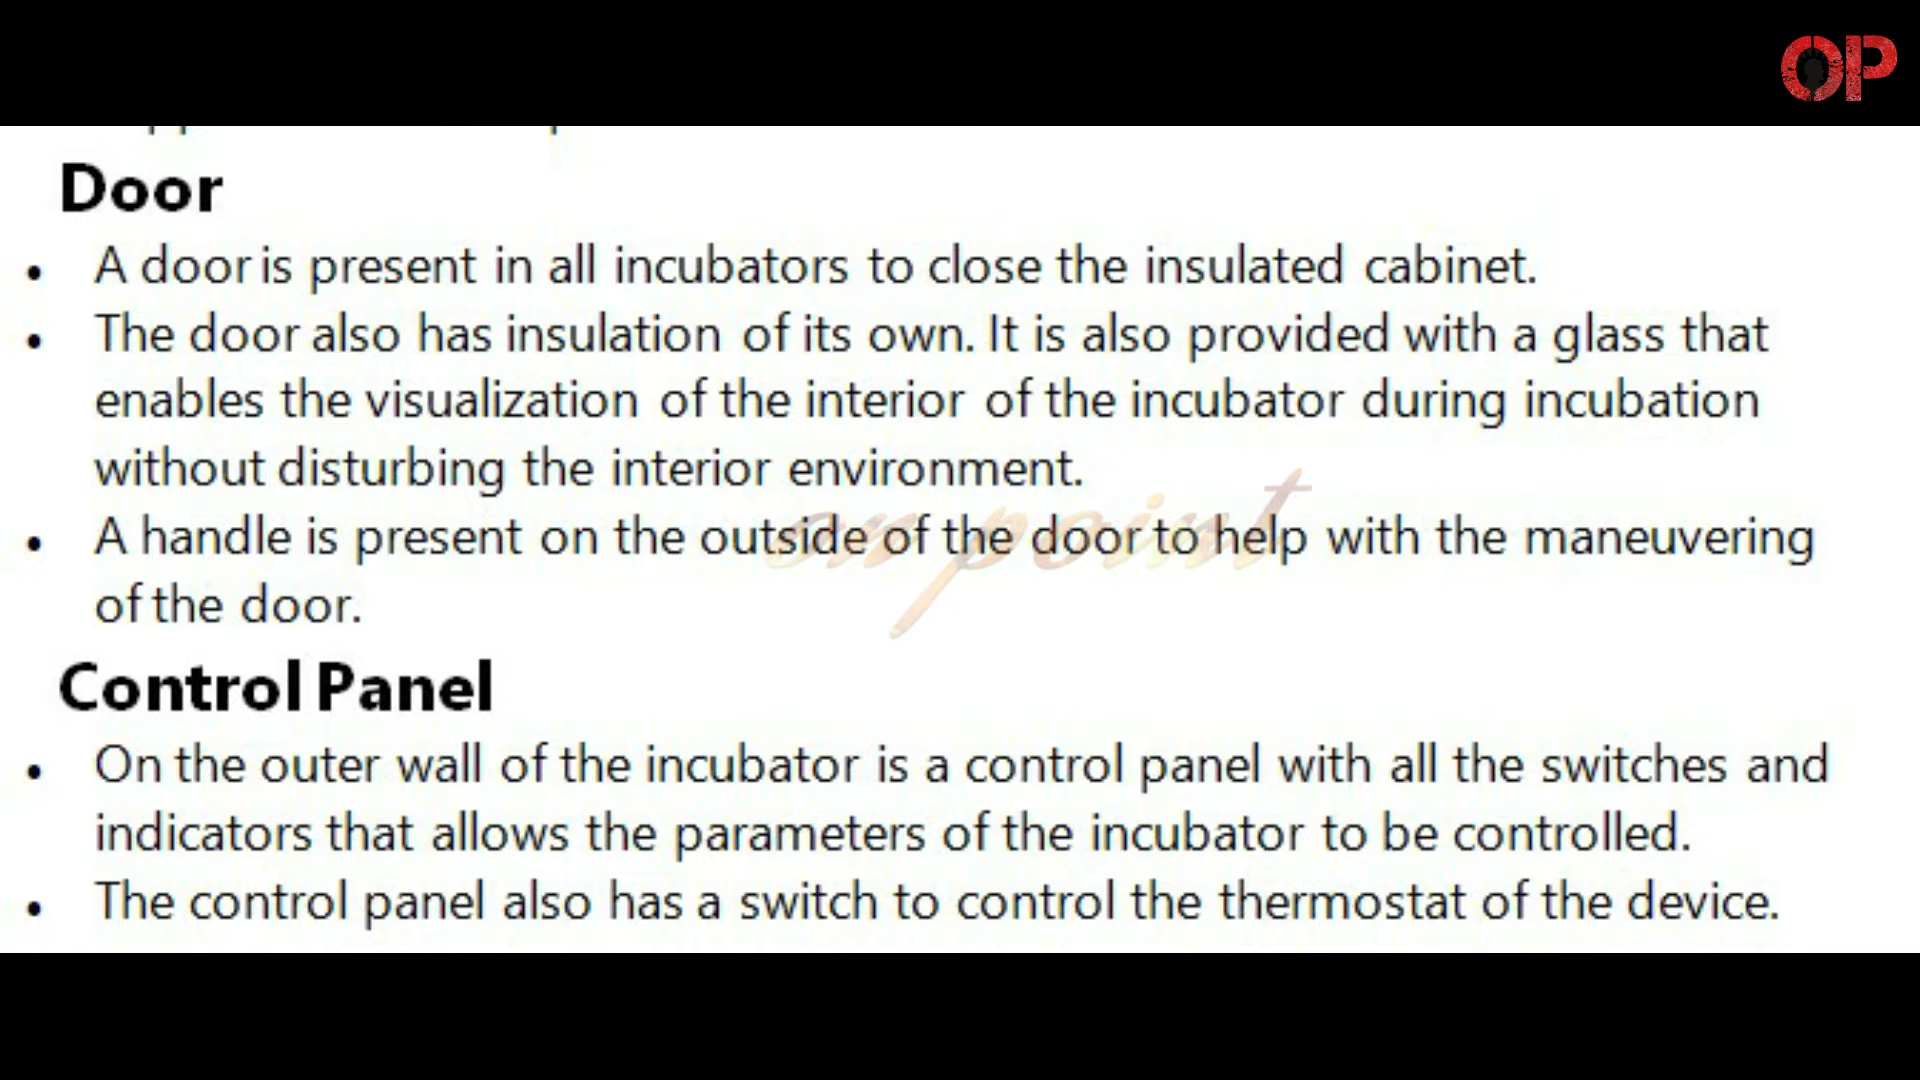 OP
Door
• A door is present in all incubators to close the insulated cabinet.
• The door also has insulation of its own. It is also provided with a glass that
enables the visualization of the interior of the incubator during incubation
without disturbing the interior environment.
on point
• A handle is present on the outside of the door to help with the maneuvering
of the door.
Control Panel
• On the outer wall of the incubator is a control panel with all the switches and
indicators that allows the parameters of the incubator to be controlled.
• The control panel also has a switch to control the thermostat of the device.